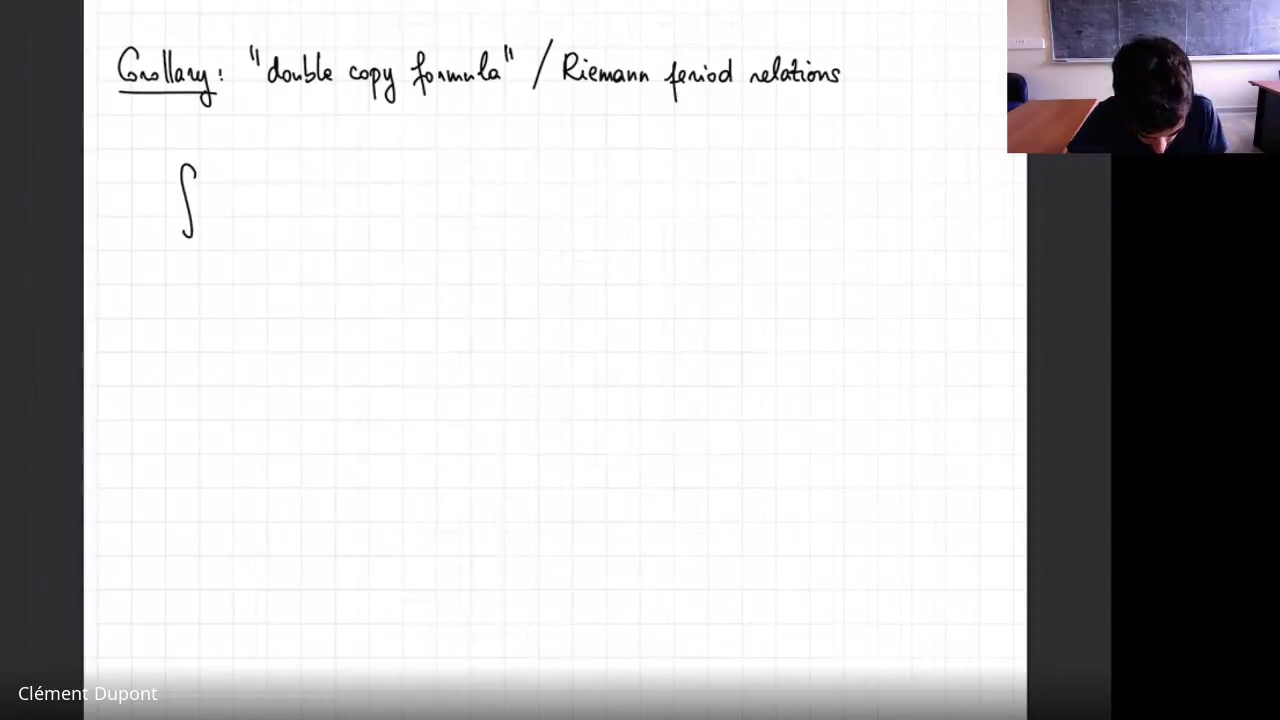 Corollary: "double copy formula" / Riemann period relations
∫
Clément Dupont